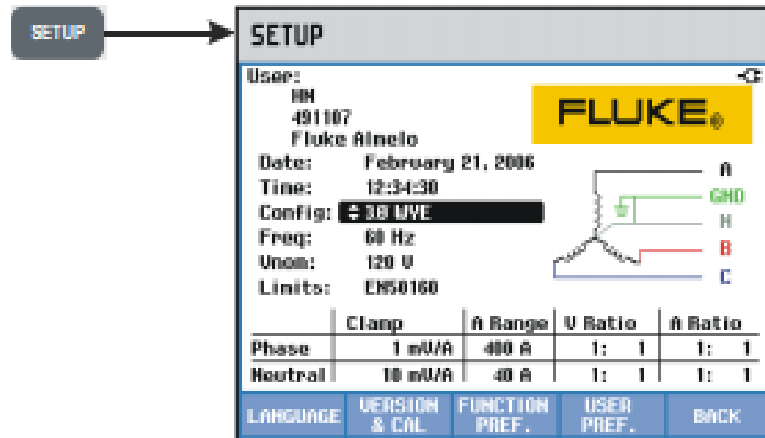 SETUP
SETUP
User:
HN
491107
Fluke Almelo
FLUKE®
Date: February 21, 2006
Time: 12:34:30
Config: 3Ø WYE
Freq: 60 Hz
Vnom: 120 V
Limits: EN50160
A
GND
N
B
C
Clamp A Range V Ratio A Ratio
Phase 1 mV/A 400 A 1: 1 1: 1
Neutral 10 mV/A 40 A 1: 1 1: 1
LANGUAGE VERSION & CAL FUNCTION PREF. USER PREF. BACK